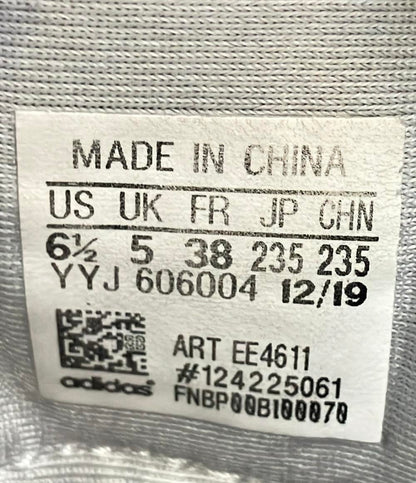 MADE IN CHINA
US UK FR JP CHN
6½ 5 38 235 235
YYJ 606004 12/19
ART EE4611
#124225061
adidas FNBP00BI00070